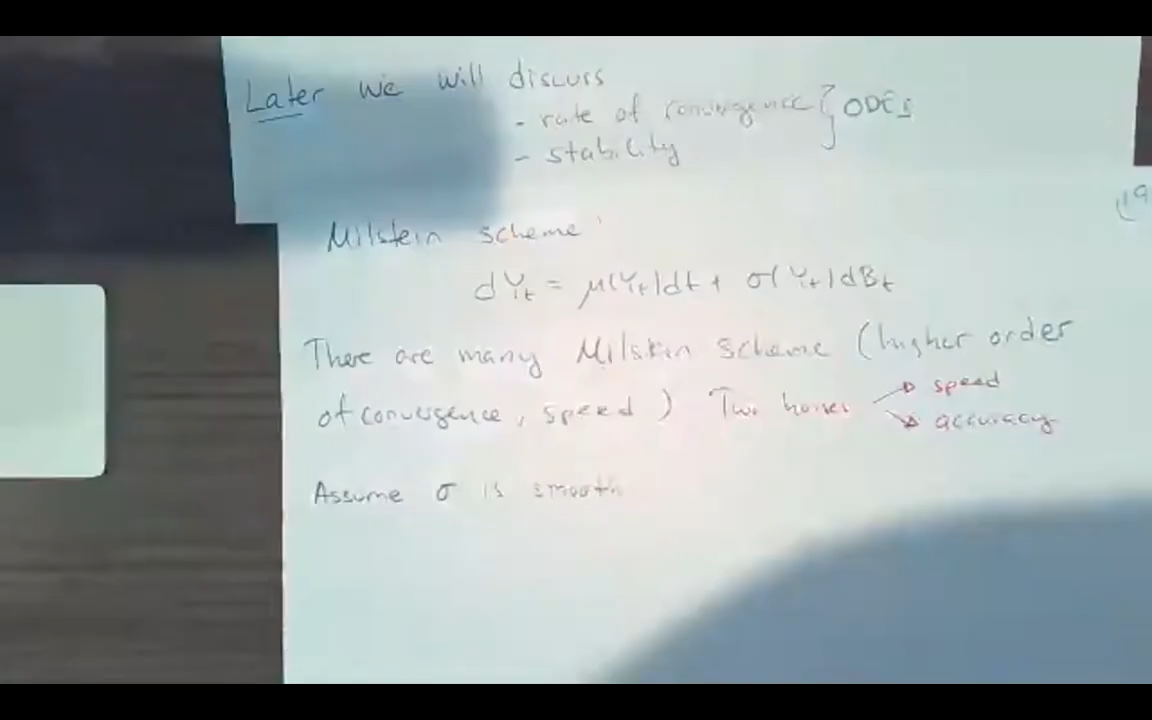 Later we will discuss
- rate of convergence } ODEs
- stability
(19
Milstein scheme:
dY_t = μ(Y_t)dt + σ(Y_t)dB_t
There are many Milstein scheme (higher order
of convergence, speed) Two horses → speed
→ accuracy
Assume σ is smooth